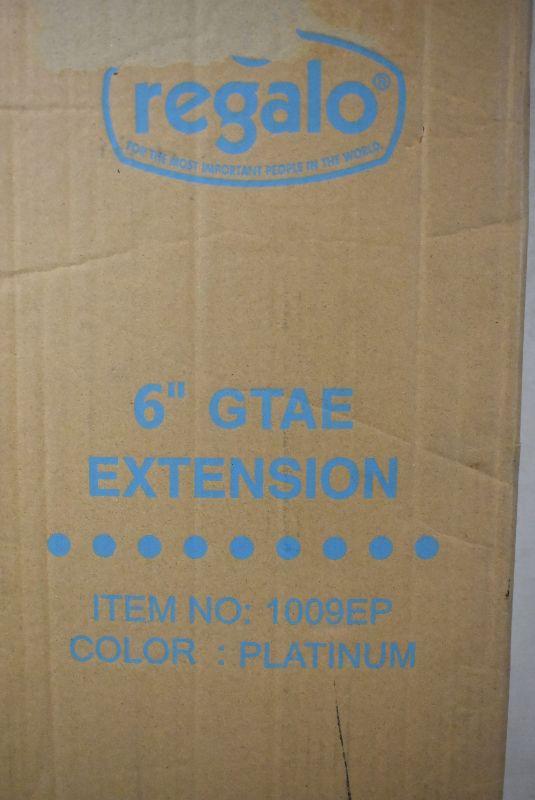 regalo®
FOR THE MOST IMPORTANT PEOPLE IN THE WORLD.
6" GTAE
EXTENSION
ITEM NO: 1009EP
COLOR : PLATINUM